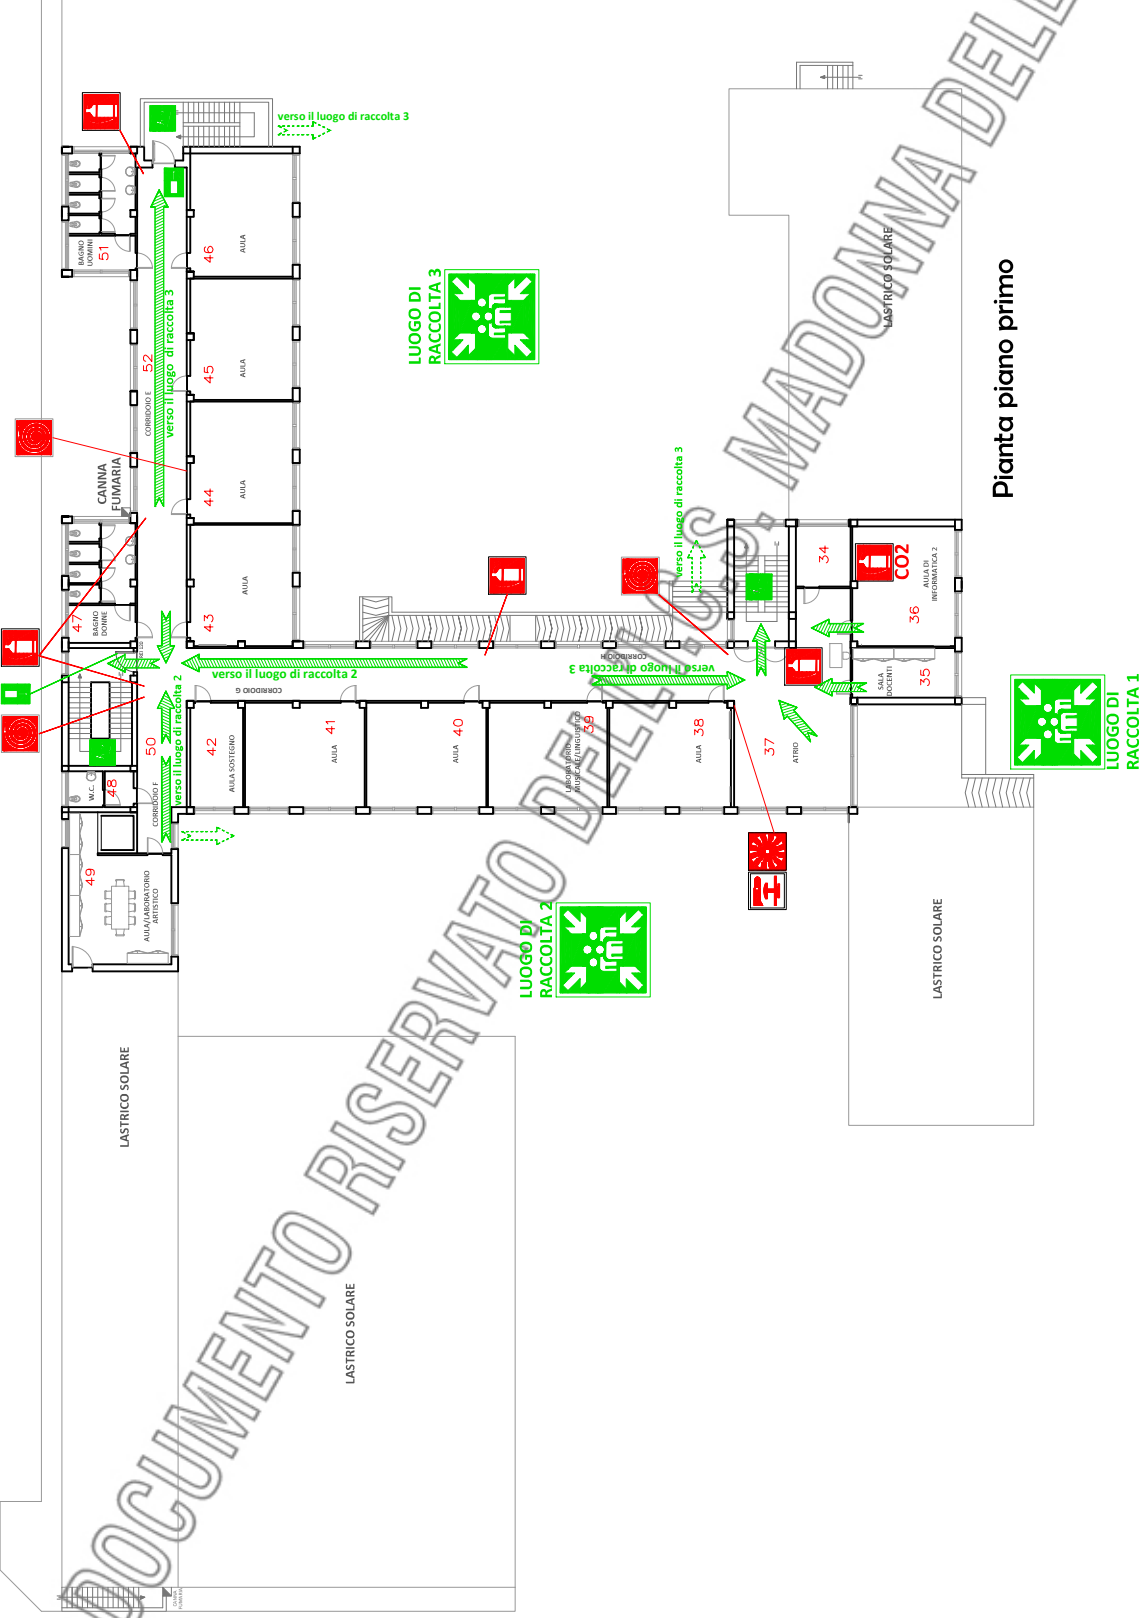 verso il luogo di raccolta 3
BAGNO
UOMINI
51
46
AULA
verso il luogo di raccolta 3
52
CORRIDOIO E
45
AULA
LUOGO DI
RACCOLTA 3
LASTRICO SOLARE
Pianta piano primo
CANNA
FUMARIA
44
AULA
verso il luogo di raccolta 3
34
CO2
AULA DI
INFORMATICA 2
36
47
BAGNO
DONNE
43
AULA
verso il luogo di raccolta 2
CORRIDOIO G
CORRIDOIO H
verso il luogo di raccolta 3
SALA
DOCENTI
35
LUOGO DI
RACCOLTA 1
50
verso il luogo di raccolta 2
CORRIDOIO F
W.C.
48
42
AULA SOSTEGNO
41
AULA
40
AULA
39
LABORATORIO
MUSICALE/LINGUISTICO
38
AULA
37
ATRIO
49
AULA/LABORATORIO
ARTISTICO
LUOGO DI
RACCOLTA 2
LASTRICO SOLARE
LASTRICO SOLARE
LASTRICO SOLARE
CANNA
FUMARIA
DOCUMENTO RISERVATO DELL'I.C.S. MADONNA DELL